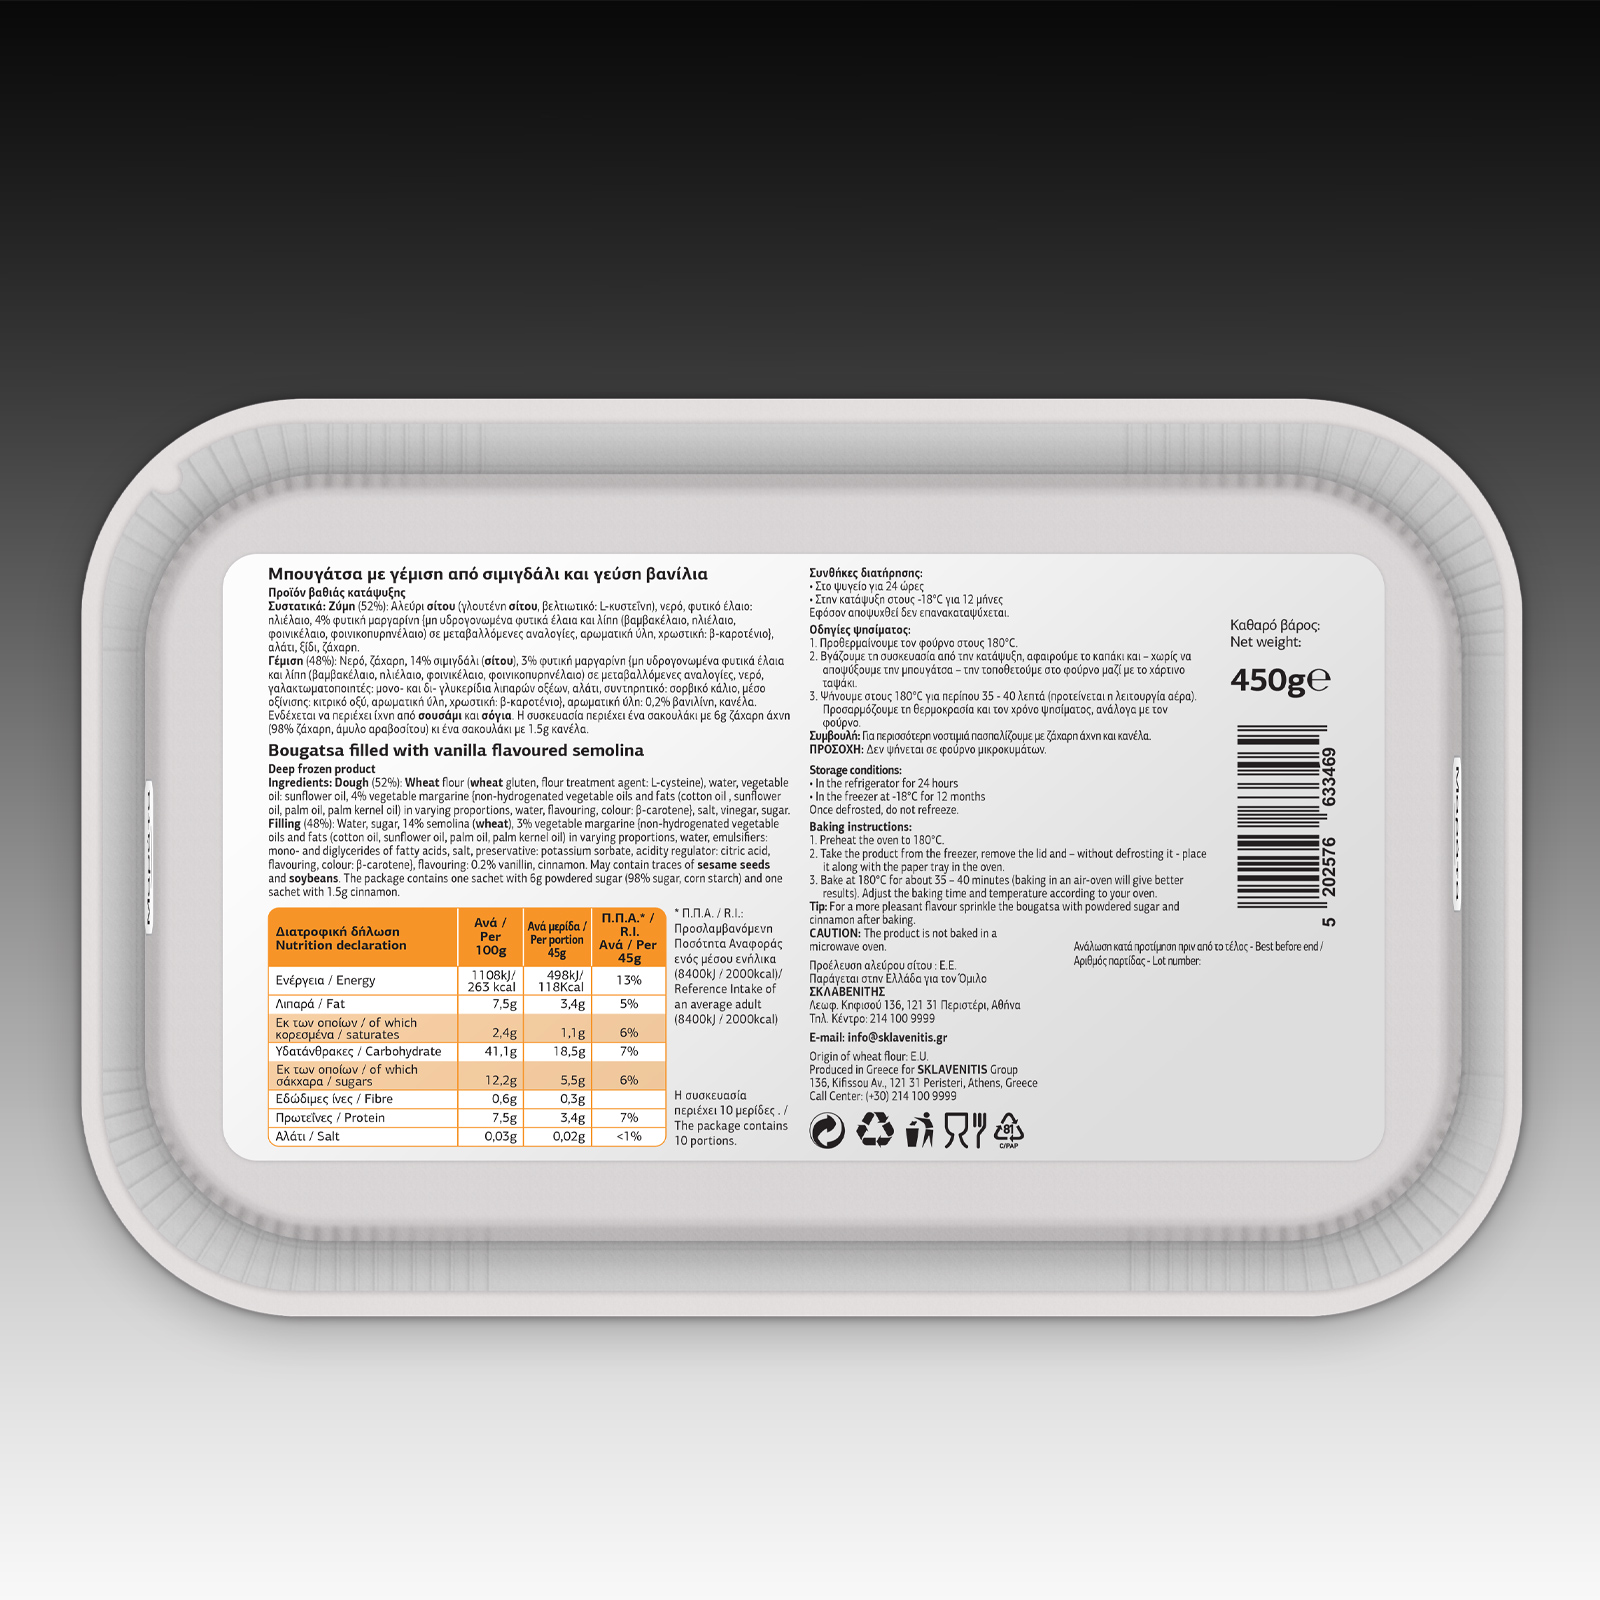 Μπουγάτσα με γέμιση από σιμιγδάλι και γεύση βανίλια
Προϊόν βαθιάς κατάψυξης
Συστατικά: Ζύμη (52%): Αλεύρι σίτου (γλουτένη σίτου, βελτιωτικό: L-κυστεΐνη), νερό, φυτικό έλαιο:
ηλιέλαιο, 4% φυτική μαργαρίνη {μη υδρογονωμένα φυτικά έλαια και λίπη (βαμβακέλαιο, ηλιέλαιο,
φοινικέλαιο, φοινικοπυρηνέλαιο) σε μεταβαλλόμενες αναλογίες, αρωματική ύλη, χρωστική: β-καροτένιο},
αλάτι, ξίδι, ζάχαρη.
Γέμιση (48%): Νερό, ζάχαρη, 14% σιμιγδάλι (σίτου), 3% φυτική μαργαρίνη {μη υδρογονωμένα φυτικά έλαια
και λίπη (βαμβακέλαιο, ηλιέλαιο, φοινικέλαιο, φοινικοπυρηνέλαιο) σε μεταβαλλόμενες αναλογίες, νερό,
γαλακτωματοποιητές: μονο- και δι- γλυκερίδια λιπαρών οξέων, αλάτι, συντηρητικό: σορβικό κάλιο, μέσο
οξίνισης: κιτρικό οξύ, αρωματική ύλη, χρωστική: β-καροτένιο}, αρωματική ύλη: 0,2% βανιλίνη, κανέλα.
Ενδέχεται να περιέχει ίχνη από σουσάμι και σόγια. Η συσκευασία περιέχει ένα σακουλάκι με 6g ζάχαρη άχνη
(98% ζάχαρη, άμυλο αραβοσίτου) κι ένα σακουλάκι με 1.5g κανέλα.
Bougatsa filled with vanilla flavoured semolina
Deep frozen product
Ingredients: Dough (52%): Wheat flour (wheat gluten, flour treatment agent: L-cysteine), water, vegetable
oil: sunflower oil, 4% vegetable margarine {non-hydrogenated vegetable oils and fats (cotton oil , sunflower
oil, palm oil, palm kernel oil) in varying proportions, water, flavouring, colour: β-carotene}, salt, vinegar, sugar.
Filling (48%): Water, sugar, 14% semolina (wheat), 3% vegetable margarine {non-hydrogenated vegetable
oils and fats (cotton oil, sunflower oil, palm oil, palm kernel oil) in varying proportions, water, emulsifiers:
mono- and diglycerides of fatty acids, salt, preservative: potassium sorbate, acidity regulator: citric acid,
flavouring, colour: β-carotene}, flavouring: 0.2% vanillin, cinnamon. May contain traces of sesame seeds
and soybeans. The package contains one sachet with 6g powdered sugar (98% sugar, corn starch) and one
sachet with 1.5g cinnamon.
Διατροφική δήλωση
Nutrition declaration
Ανά /
Per
100g
Ανά μερίδα /
Per portion
45g
Π.Π.Α.* /
R.I.
Ανά / Per
45g
Ενέργεια / Energy 1108kJ/ 263 kcal 498kJ/ 118Kcal 13%
Λιπαρά / Fat 7,5g 3,4g 5%
Εκ των οποίων / of which
κορεσμένα / saturates 2,4g 1,1g 6%
Υδατάνθρακες / Carbohydrate 41,1g 18,5g 7%
Εκ των οποίων / of which
σάκχαρα / sugars 12,2g 5,5g 6%
Εδώδιμες ίνες / Fibre 0,6g 0,3g
Πρωτεΐνες / Protein 7,5g 3,4g 7%
Αλάτι / Salt 0,03g 0,02g <1%
* Π.Π.Α. / R.I.:
Προσλαμβανόμενη
Ποσότητα Αναφοράς
ενός μέσου ενήλικα
(8400kJ / 2000kcal)/
Reference Intake of
an average adult
(8400kJ / 2000kcal)
Η συσκευασία
περιέχει 10 μερίδες . /
The package contains
10 portions.
Συνθήκες διατήρησης:
• Στο ψυγείο για 24 ώρες
• Στην κατάψυξη στους -18°C για 12 μήνες
Εφόσον αποψυχθεί δεν επανακαταψύχεται.
Οδηγίες ψησίματος:
1. Προθερμαίνουμε τον φούρνο στους 180°C.
2. Βγάζουμε τη συσκευασία από την κατάψυξη, αφαιρούμε το καπάκι και – χωρίς να
αποψύξουμε την μπουγάτσα – την τοποθετούμε στο φούρνο μαζί με το χάρτινο
ταψάκι.
3. Ψήνουμε στους 180°C για περίπου 35 - 40 λεπτά (προτείνεται η λειτουργία αέρα).
Προσαρμόζουμε τη θερμοκρασία και τον χρόνο ψησίματος, ανάλογα με τον
φούρνο.
Συμβουλή: Για περισσότερη νοστιμιά πασπαλίζουμε με ζάχαρη άχνη και κανέλα.
ΠΡΟΣΟΧΗ: Δεν ψήνεται σε φούρνο μικροκυμάτων.
Storage conditions:
• In the refrigerator for 24 hours
• In the freezer at -18°C for 12 months
Once defrosted, do not refreeze.
Baking instructions:
1. Preheat the oven to 180°C.
2. Take the product from the freezer, remove the lid and – without defrosting it - place
it along with the paper tray in the oven.
3. Bake at 180°C for about 35 – 40 minutes (baking in an air-oven will give better
results). Adjust the baking time and temperature according to your oven.
Tip: For a more pleasant flavour sprinkle the bougatsa with powdered sugar and
cinnamon after baking.
CAUTION: The product is not baked in a
microwave oven.
Προέλευση αλεύρου σίτου : Ε.Ε.
Παράγεται στην Ελλάδα για τον Όμιλο
ΣΚΛΑΒΕΝΙΤΗΣ
Λεωφ. Κηφισού 136, 121 31 Περιστέρι, Αθήνα
Τηλ. Κέντρο: 214 100 9999
E-mail: info@sklavenitis.gr
Origin of wheat flour: E.U.
Produced in Greece for SKLAVENITIS Group
136, Kifissou Av., 121 31 Peristeri, Athens, Greece
Call Center: (+30) 214 100 9999
81
C/PAP
Καθαρό βάρος:
Net weight:
450g℮
5 202576 633469
Ανάλωση κατά προτίμηση πριν από το τέλος - Best before end /
Αριθμός παρτίδας - Lot number: